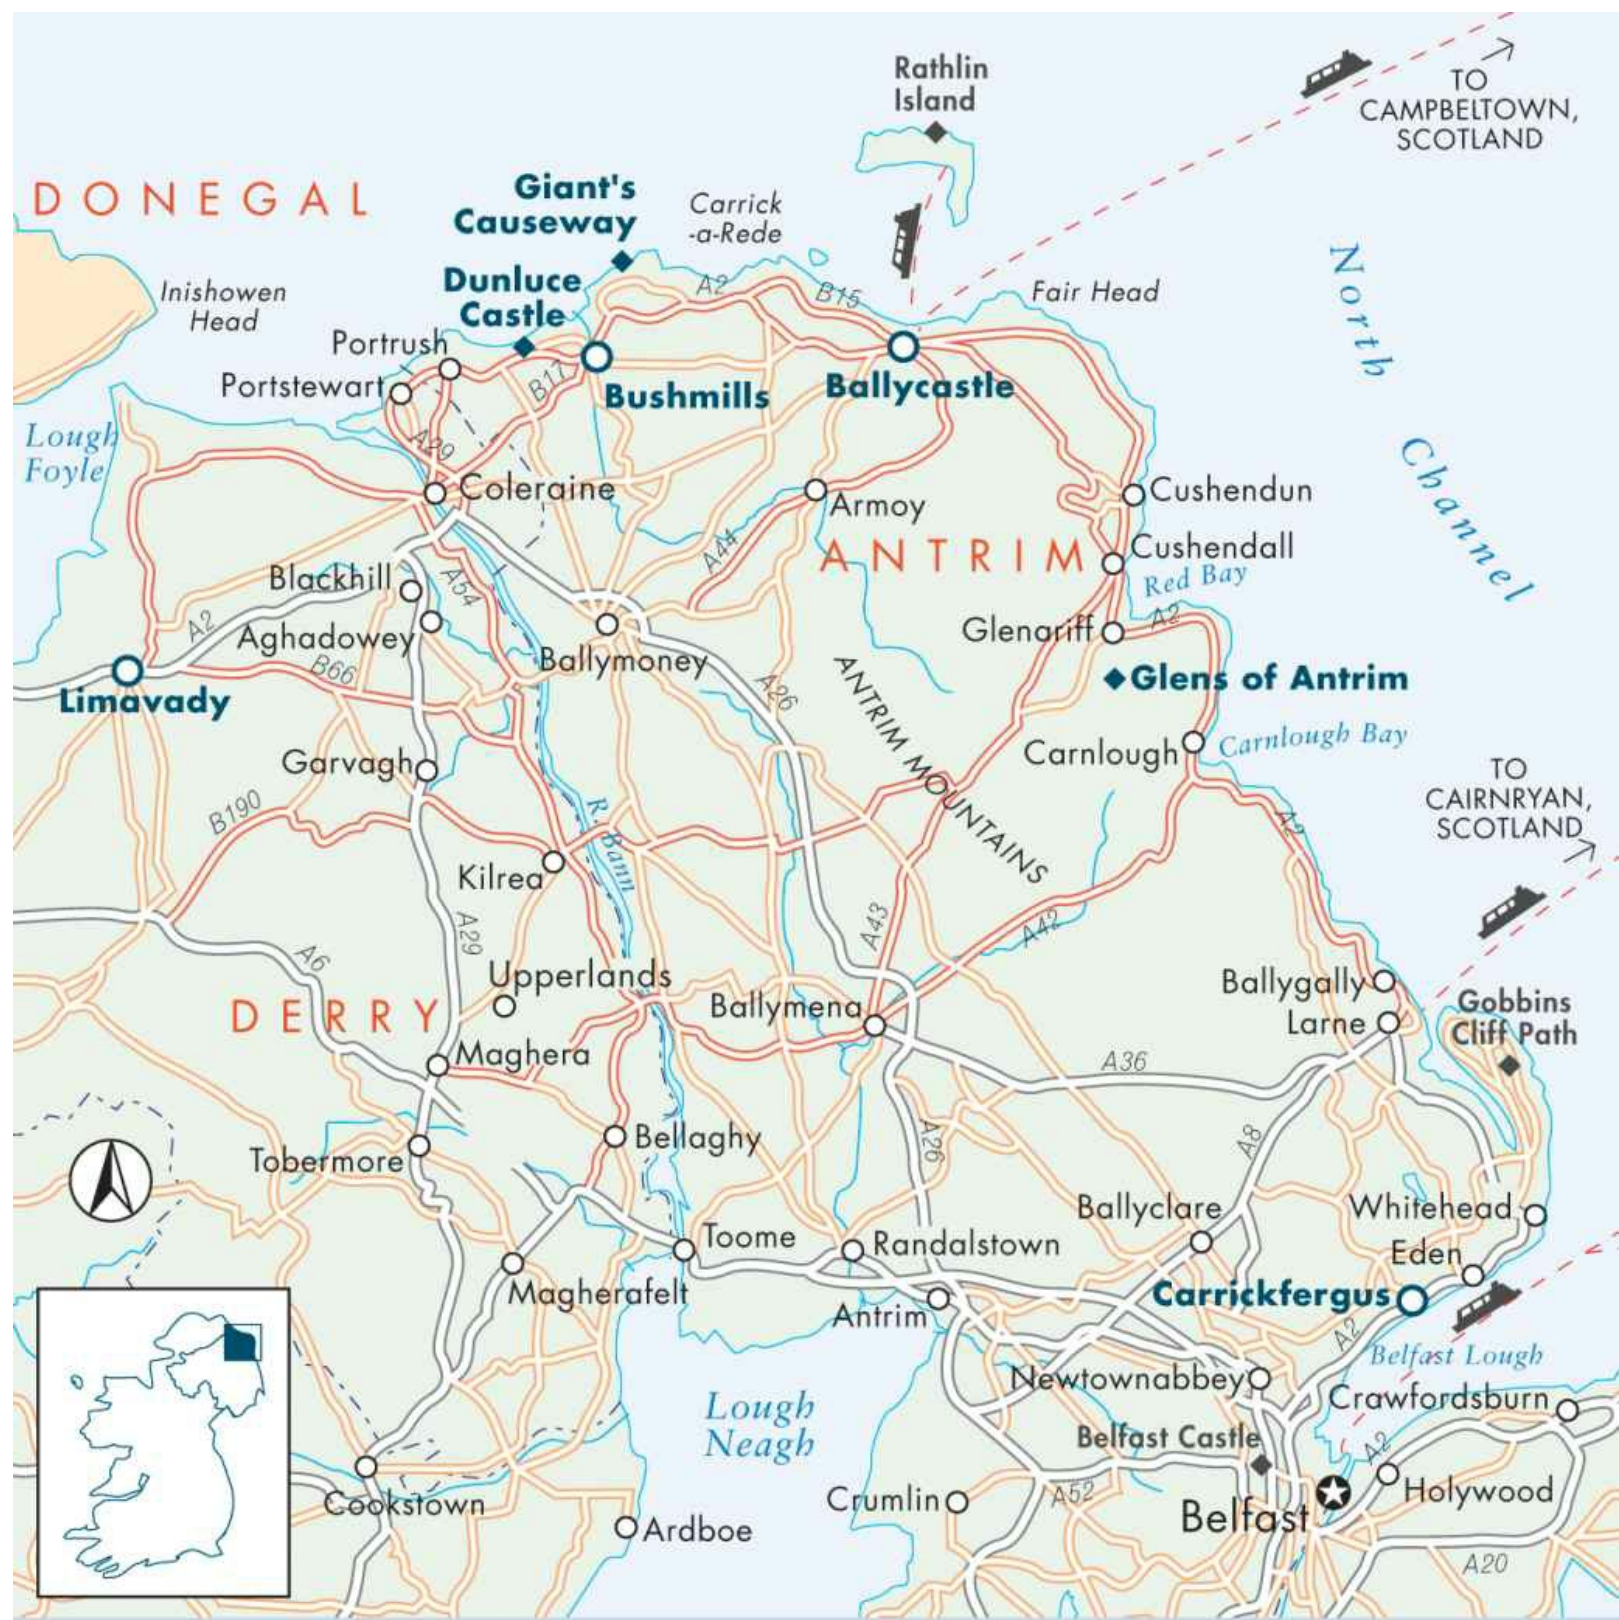 Rathlin
Island
TO
CAMPBELTOWN,
SCOTLAND
DONEGAL
Giant's
Causeway
Carrick
-a-Rede
North
Channel
Dunluce
Castle
Inishowen
Head
A2
B15
Fair Head
Portrush
Portstewart
B17
Bushmills
Ballycastle
Lough
Foyle
A29
Coleraine
Armoy
Cushendun
A44
ANTRIM
Cushendall
Red Bay
Blackhill
A54
A2
Aghadowey
Glenariff
A2
B66
Ballymoney
Limavady
A26
ANTRIM MOUNTAINS
Glens of Antrim
Garvagh
Carnlough
Carnlough Bay
TO
CAIRNRYAN,
SCOTLAND
B190
R. Bann
A2
Kilrea
A29
A43
A42
A6
Upperlands
Ballygally
DERRY
Ballymena
Larne
Gobbins
Cliff Path
Maghera
A36
Bellaghy
A26
A8
Tobermore
Ballyclare
Whitehead
Toome
Randalstown
Eden
Magherafelt
Antrim
Carrickfergus
A2
Belfast Lough
Newtownabbey
Crawfordsburn
Lough
Neagh
Belfast Castle
A2
Cookstown
Crumlin
A52
Holywood
Belfast
Ardboe
A20